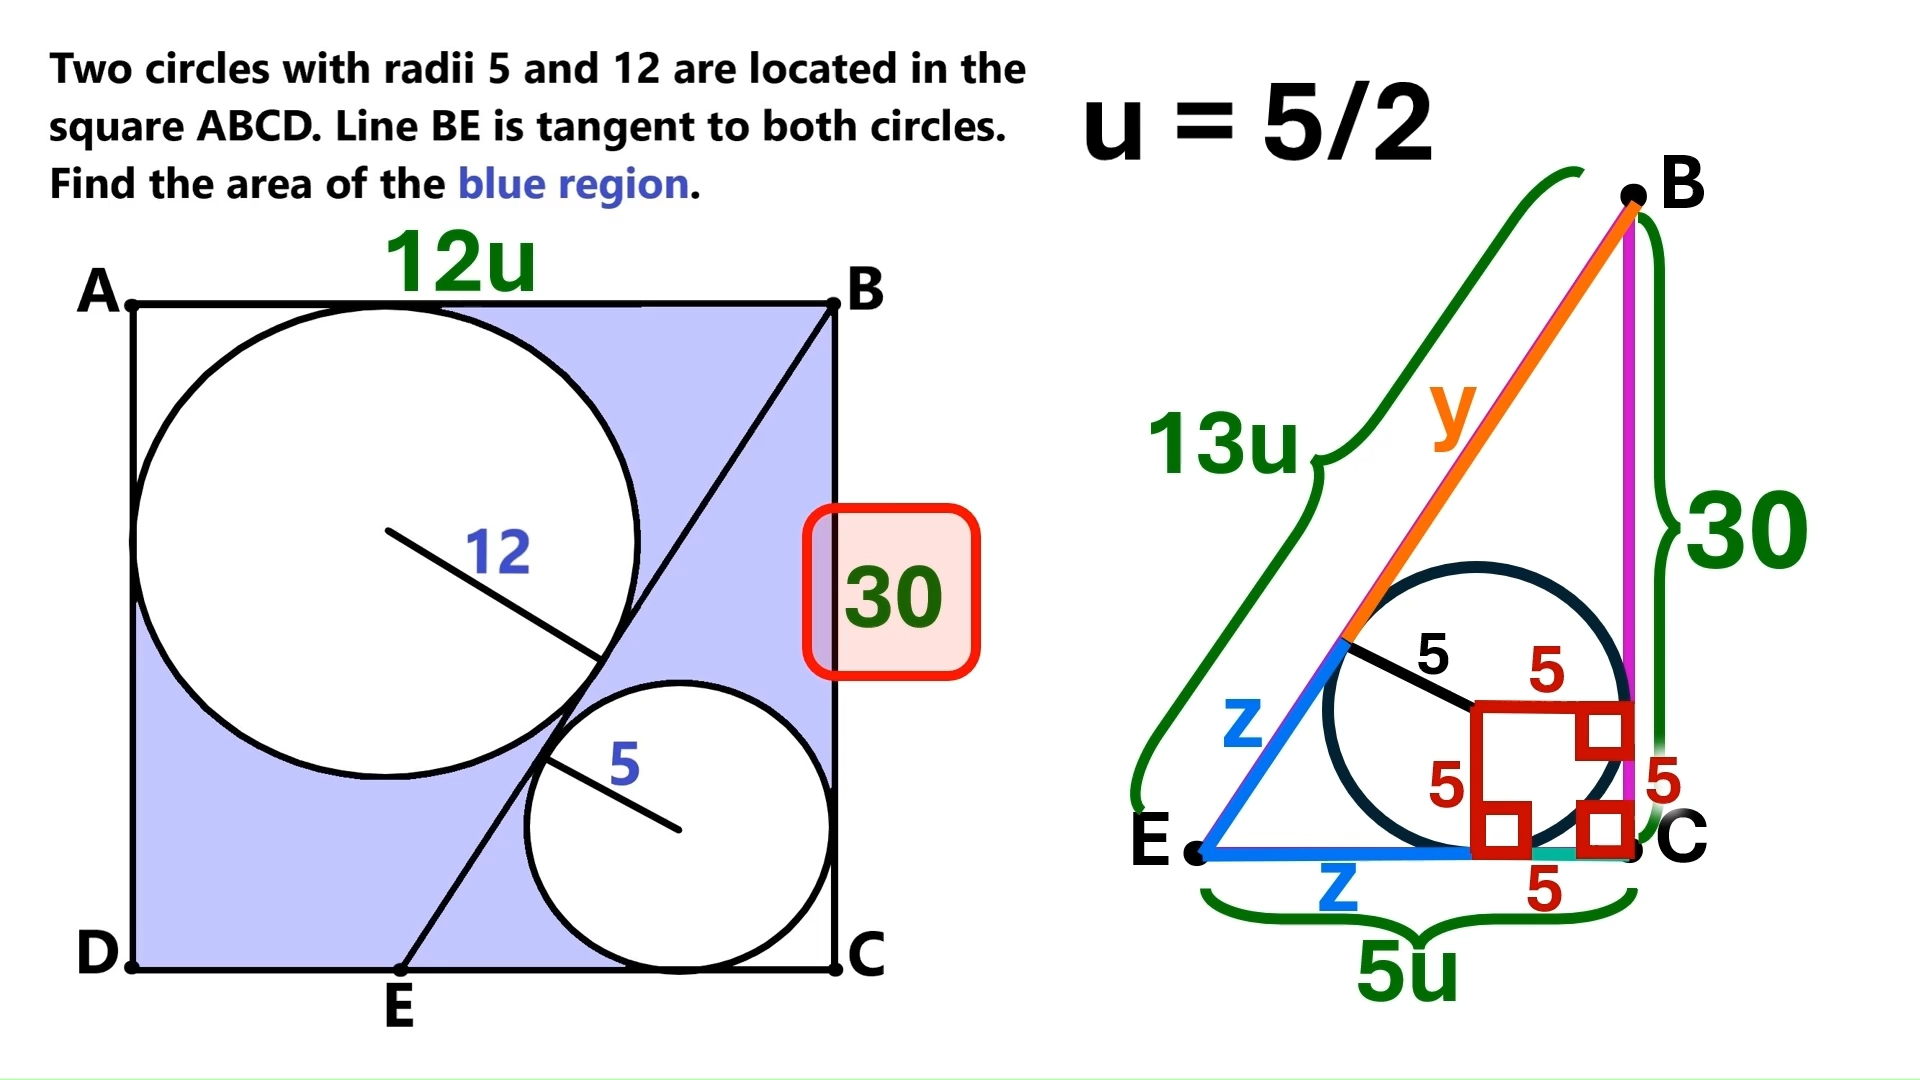 Two circles with radii 5 and 12 are located in the
square ABCD. Line BE is tangent to both circles.
Find the area of the blue region.
u = 5/2
12u
A
B
12
5
30
D
E
C
B
13u
y
30
5
5
z
5
5
E
C
z
5
5u